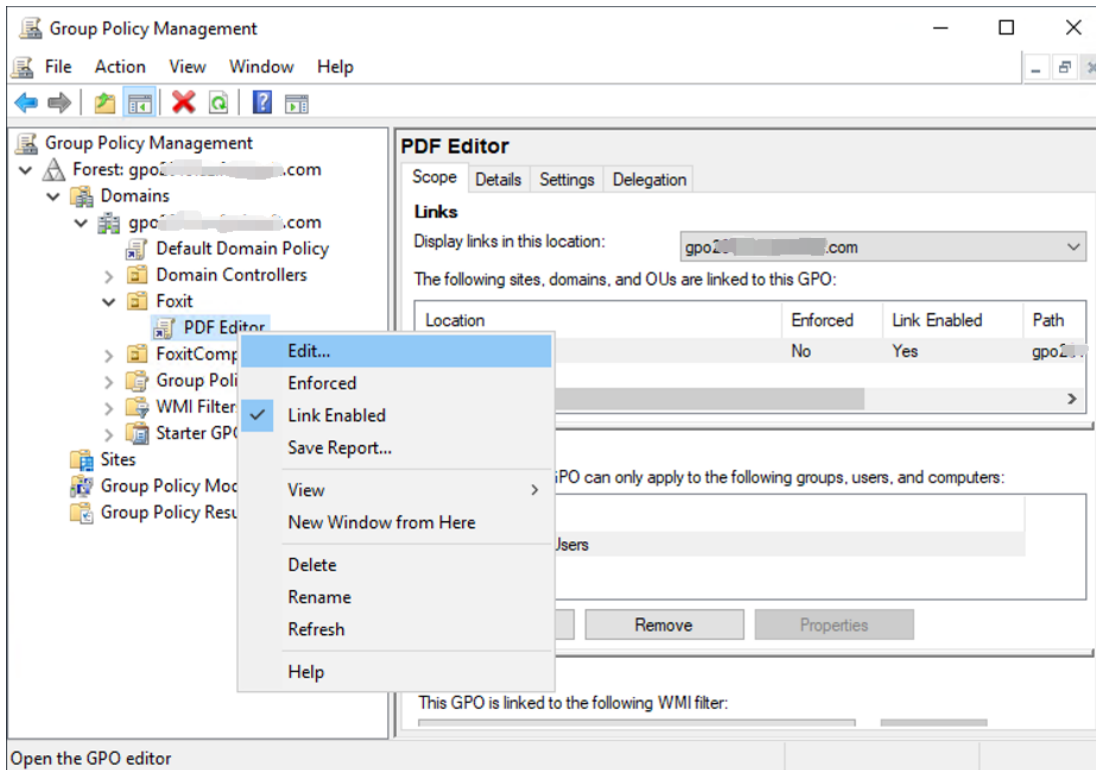 Group Policy Management
File Action View Window Help
Group Policy Management
Forest: gpo .com
Domains
gpo .com
Default Domain Policy
Domain Controllers
Foxit
PDF Editor
FoxitComp
Group Poli
WMI Filter
Starter GPO
Sites
Group Policy Mod
Group Policy Resu
Edit...
Enforced
Link Enabled
Save Report...
View
New Window from Here
Delete
Rename
Refresh
Help
PDF Editor
Scope Details Settings Delegation
Links
Display links in this location: gpo2 .com
The following sites, domains, and OUs are linked to this GPO:
Location Enforced Link Enabled Path
No Yes gpo2
GPO can only apply to the following groups, users, and computers:
Users
Remove Properties
This GPO is linked to the following WMI filter:
Open the GPO editor